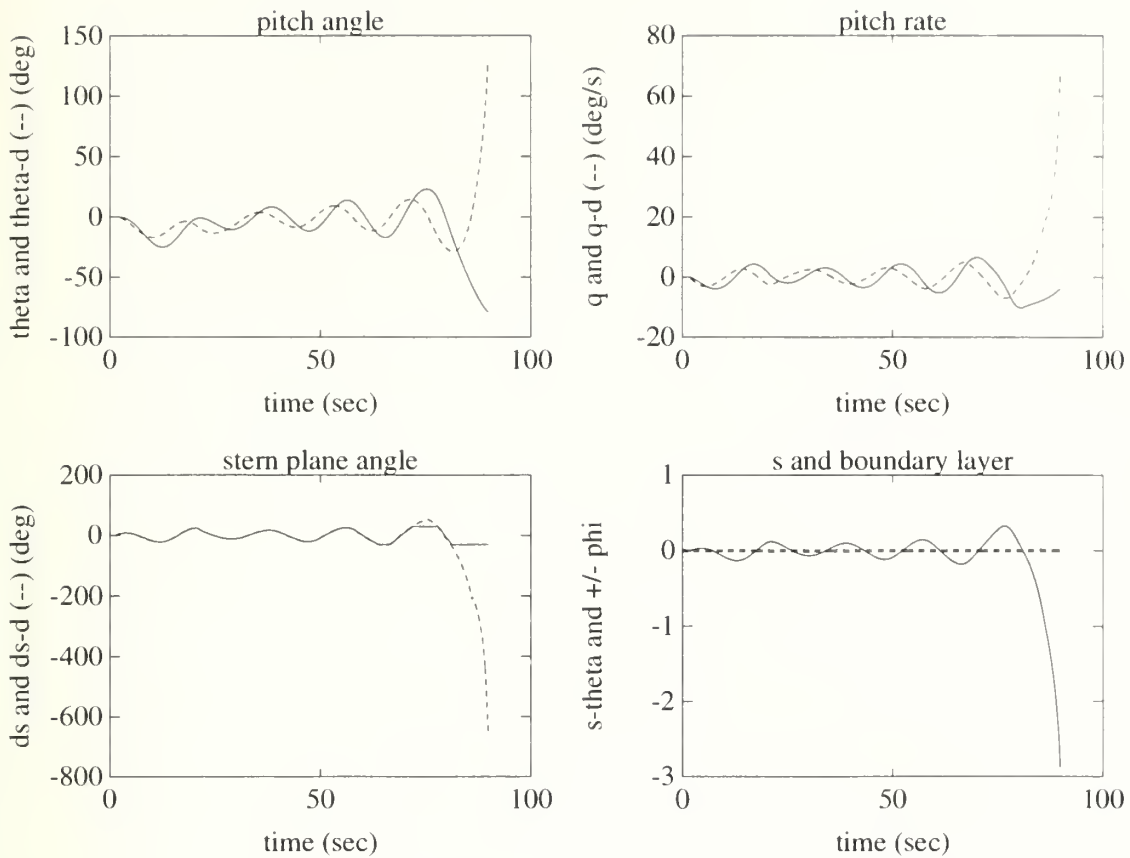 pitch angle
theta and theta-d (--) (deg)
150
100
50
0
-50
-100
0
50
100
time (sec)
pitch rate
q and q-d (--) (deg/s)
80
60
40
20
0
-20
0
50
100
time (sec)
stern plane angle
ds and ds-d (--) (deg)
200
0
-200
-400
-600
-800
0
50
100
time (sec)
s and boundary layer
s-theta and +/- phi
1
0
-1
-2
-3
0
50
100
time (sec)